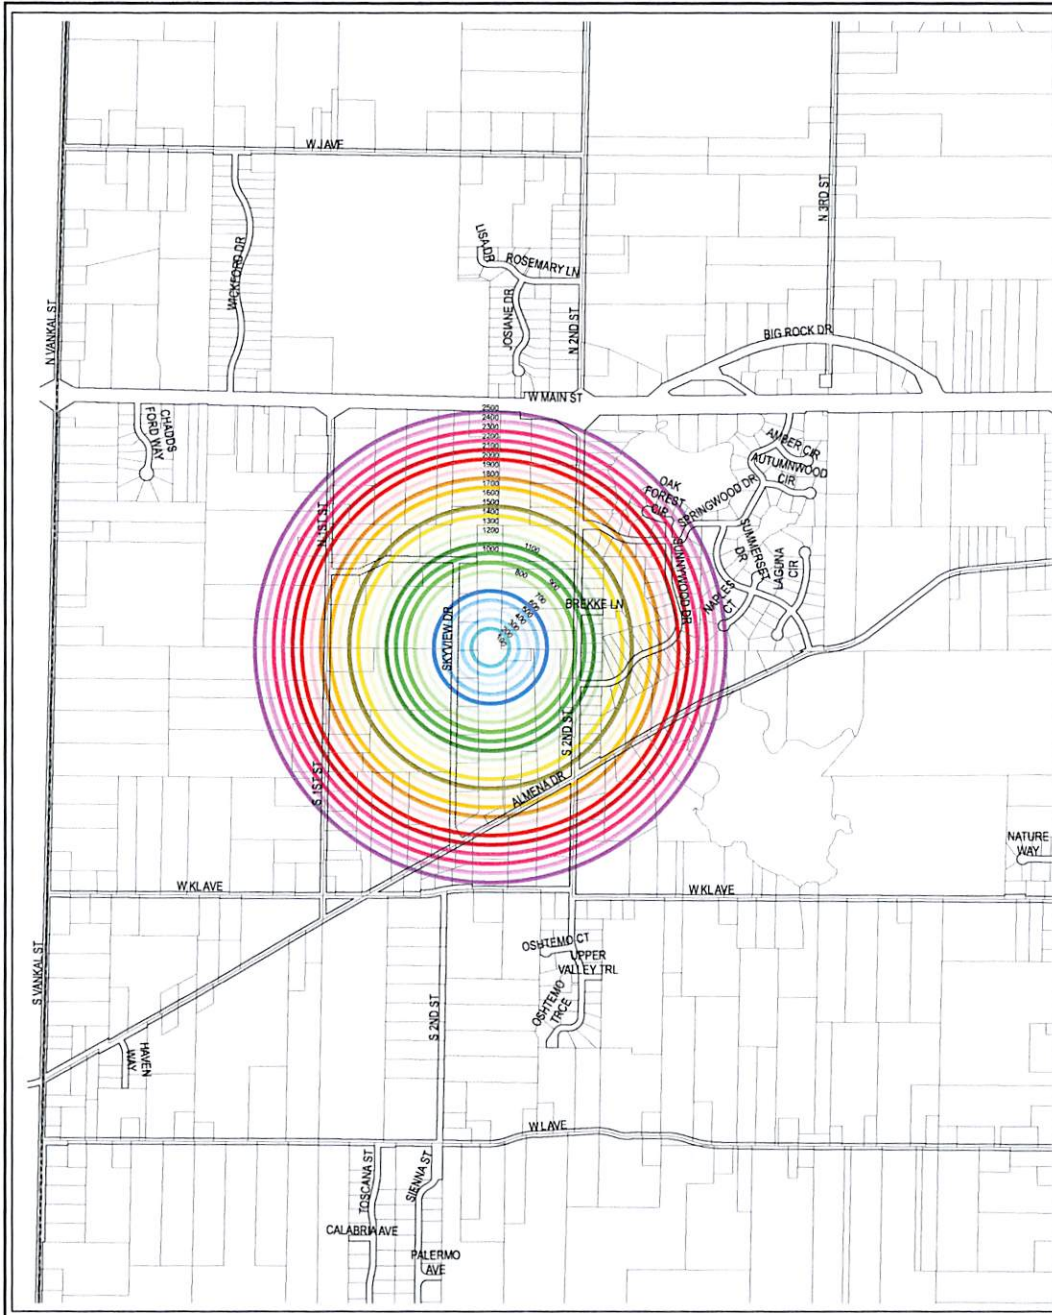 W J AVE
N 3RD ST
LISA DR
ROSEMARY LN
WICKFORD DR
N VANKAL ST
JOSIANE DR
N 2ND ST
BIG ROCK DR
W MAIN ST
CHADDS
FORD WAY
2500
2400
2300
2200
2100
2000
1900
1800
1700
1600
1500
1400
1300
1200
1000
1100
900
800
AMBER CIR
AUTUMNWOOD
CIR
OAK
FOREST
CIR
SPRINGWOOD DR
N 1ST ST
SUMMERSET
DR
LAGUNA
CIR
SUNNYWOOD DR
NAPLES
CT
BREKKE LN
SKYVIEW DR
S 2ND ST
ALMENA DR
S 1ST ST
NATURE
WAY
W KL AVE
W KL AVE
S VANKAL ST
OSHTEMO CT
UPPER
VALLEY TRL
OSHTEMO
TRCE
S 2ND ST
HAVEN
WAY
W L AVE
TOSCANA ST
SIENNA ST
CALABRIA AVE
PALERMO
AVE